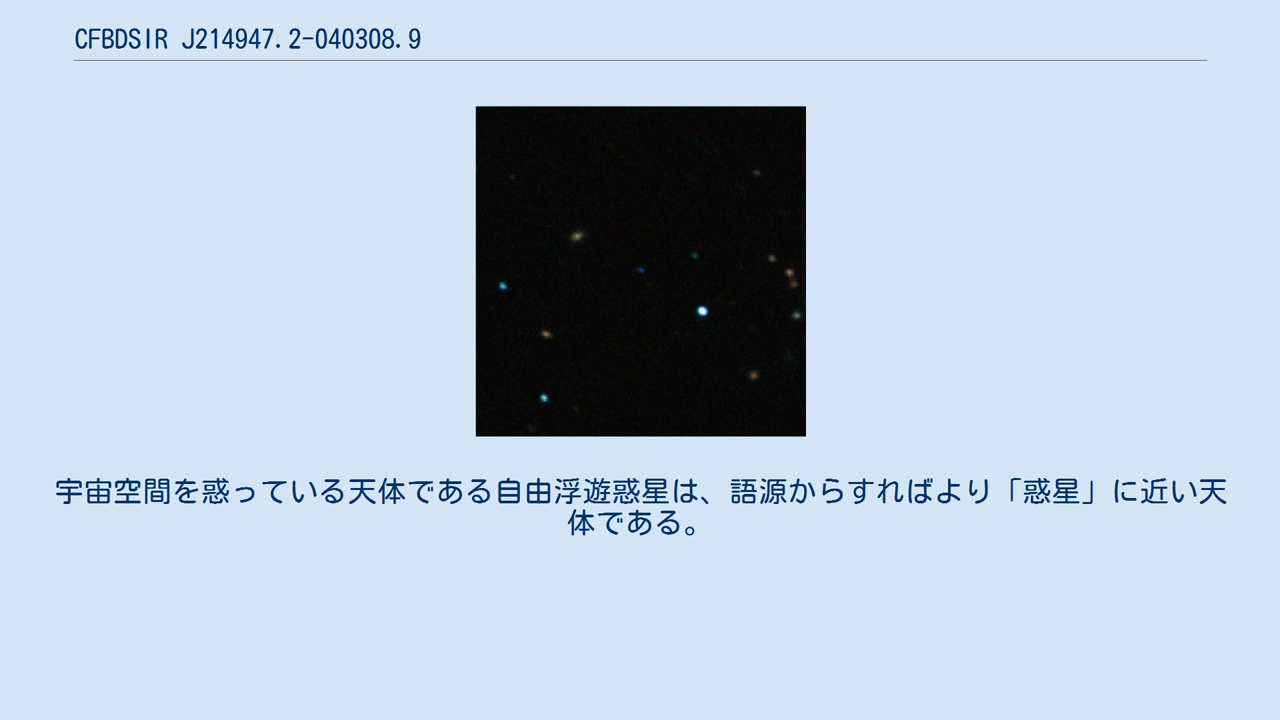 CFBDSIR J214947.2-040308.9
宇宙空間を惑っている天体である自由浮遊惑星は、語源からすればより「惑星」に近い天
体である。